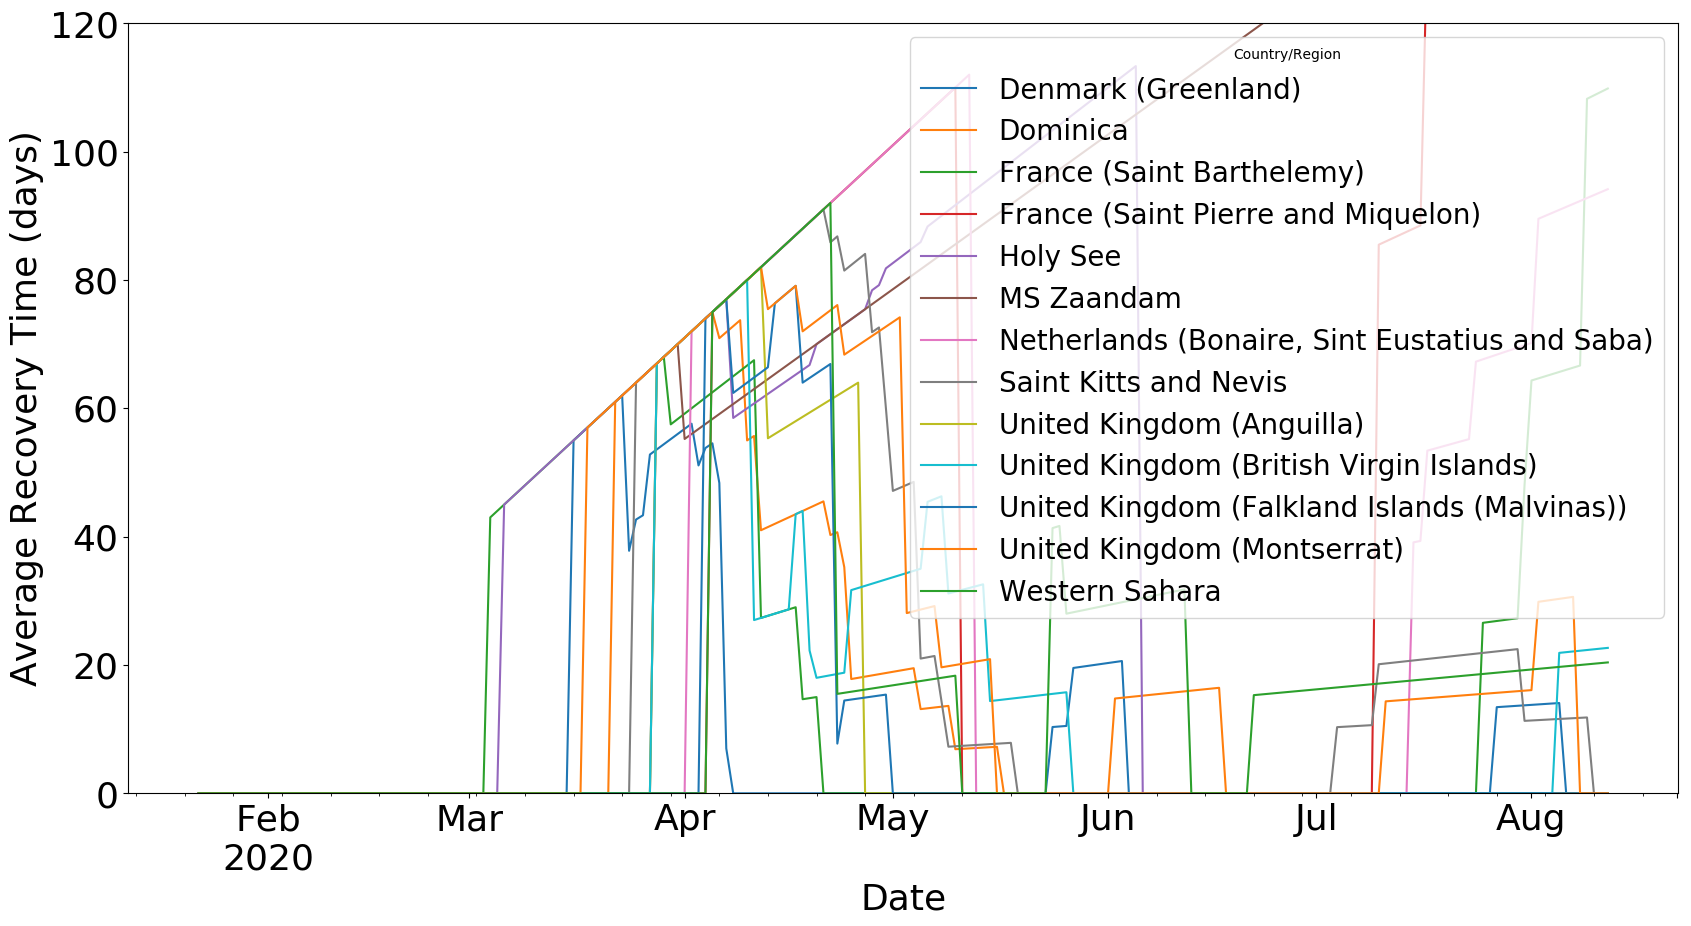 120
100
80
60
40
20
0
Average Recovery Time (days)
Country/Region
Denmark (Greenland)
Dominica
France (Saint Barthelemy)
France (Saint Pierre and Miquelon)
Holy See
MS Zaandam
Netherlands (Bonaire, Sint Eustatius and Saba)
Saint Kitts and Nevis
United Kingdom (Anguilla)
United Kingdom (British Virgin Islands)
United Kingdom (Falkland Islands (Malvinas))
United Kingdom (Montserrat)
Western Sahara
Feb Mar Apr May Jun Jul Aug
2020
Date